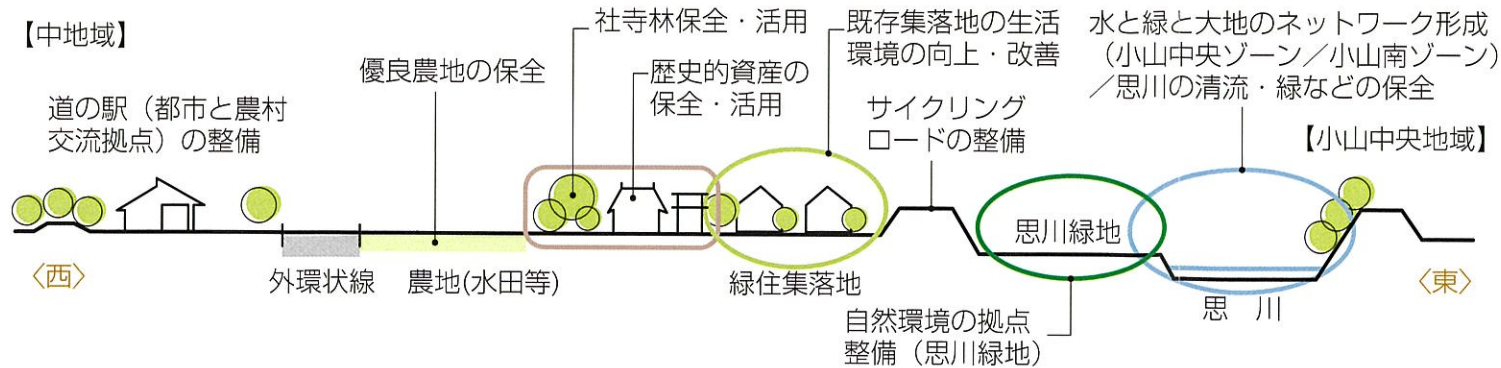 【中地域】
道の駅（都市と農村
交流拠点）の整備
優良農地の保全
社寺林保全・活用
歴史的資産の
保全・活用
既存集落地の生活
環境の向上・改善
サイクリング
ロードの整備
水と緑と大地のネットワーク形成
（小山中央ゾーン／小山南ゾーン）
／思川の清流・緑などの保全
【小山中央地域】
思川緑地
〈西〉
外環状線
農地(水田等)
緑住集落地
自然環境の拠点
整備（思川緑地）
思　川
〈東〉